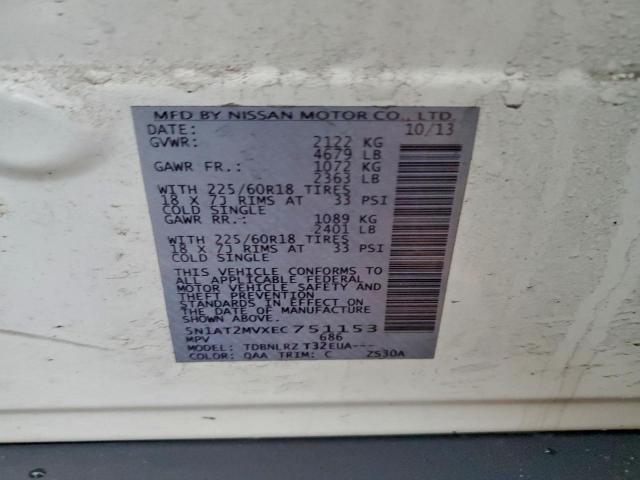 MFD BY NISSAN MOTOR CO., LTD.
DATE: 10/13
GVWR: 2122 KG
4679 LB
GAWR FR.: 1072 KG
2363 LB
WITH 225/60R18 TIRES
18 X 7J RIMS AT 33 PSI
COLD SINGLE
GAWR RR.: 1089 KG
2401 LB
WITH 225/60R18 TIRES
18 X 7J RIMS AT 33 PSI
COLD SINGLE
THIS VEHICLE CONFORMS TO
ALL APPLICABLE FEDERAL
MOTOR VEHICLE SAFETY AND
THEFT PREVENTION
STANDARDS IN EFFECT ON
THE DATE OF MANUFACTURE
SHOWN ABOVE.
5N1AT2MVXEC751153
MPV 686
MODEL: TDBNLRZ T32EUA---
COLOR: QAA TRIM: C ZS30A